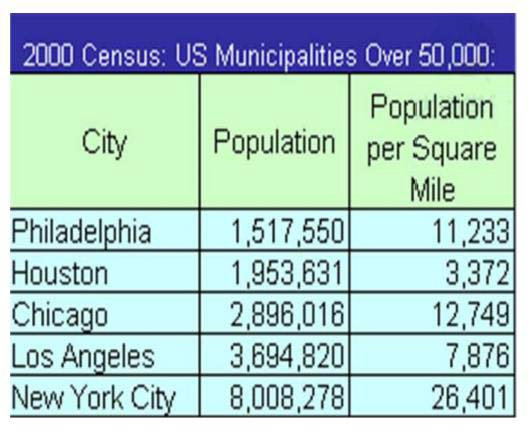 2000 Census: US Municipalities Over 50,000:
City Population Population per Square Mile
Philadelphia 1,517,550 11,233
Houston 1,953,631 3,372
Chicago 2,896,016 12,749
Los Angeles 3,694,820 7,876
New York City 8,008,278 26,401